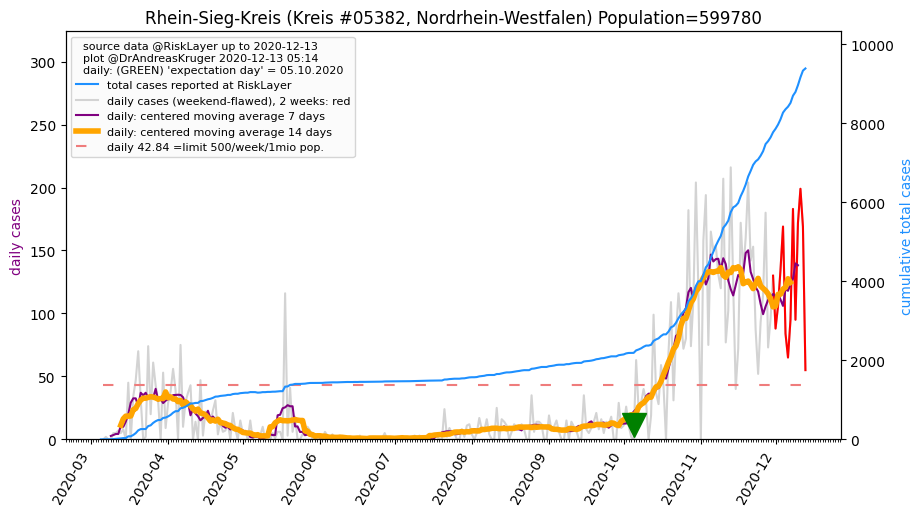 Rhein-Sieg-Kreis (Kreis #05382, Nordrhein-Westfalen) Population=599780
source data @RiskLayer up to 2020-12-13
plot @DrAndreasKruger 2020-12-13 05:14
daily: (GREEN) 'expectation day' = 05.10.2020
total cases reported at RiskLayer
daily cases (weekend-flawed), 2 weeks: red
daily: centered moving average 7 days
daily: centered moving average 14 days
daily 42.84 =limit 500/week/1mio pop.
daily cases
300
250
200
150
100
50
0
10000
8000
6000
4000
2000
0
cumulative total cases
2020-03
2020-04
2020-05
2020-06
2020-07
2020-08
2020-09
2020-10
2020-11
2020-12